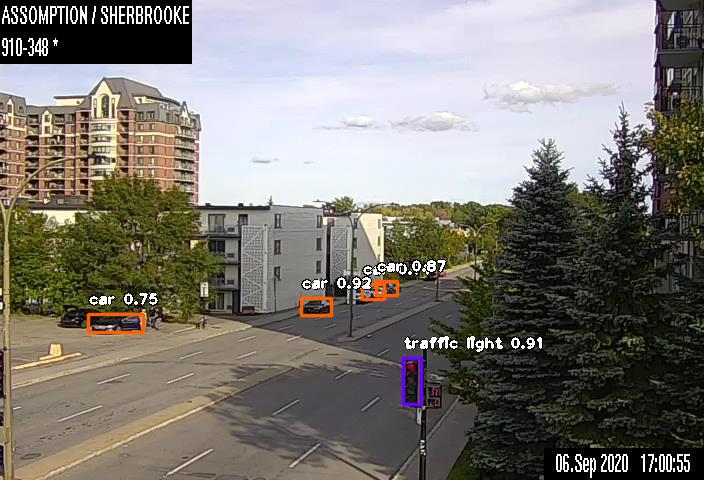 ASSOMPTION / SHERBROOKE
910-348 *
car 0.87
car 0.92
car 0.75
traffic light 0.91
06.Sep 2020 17:00:55